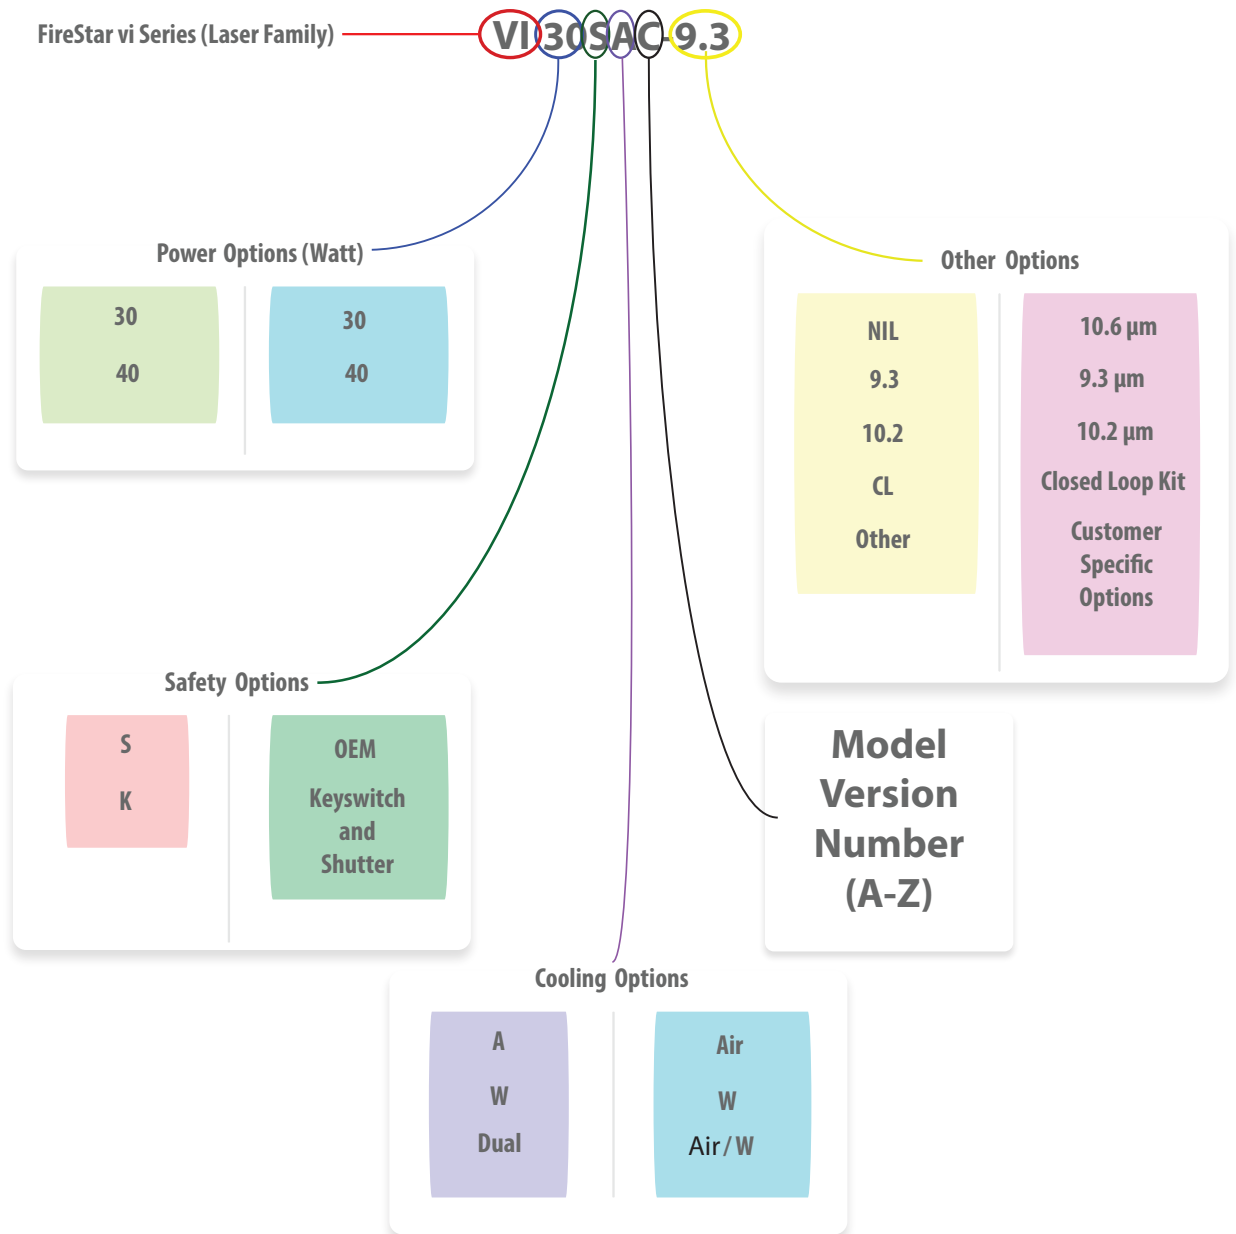 FireStar vi Series (Laser Family)
VI30SAC-9.3
Power Options (Watt)
30
30
40
40
Other Options
NIL
10.6 µm
9.3
9.3 µm
10.2
10.2 µm
CL
Closed Loop Kit
Other
Customer
Specific
Options
Safety Options
S
OEM
K
Keyswitch
and
Shutter
Model
Version
Number
(A-Z)
Cooling Options
A
Air
W
W
Dual
Air / W